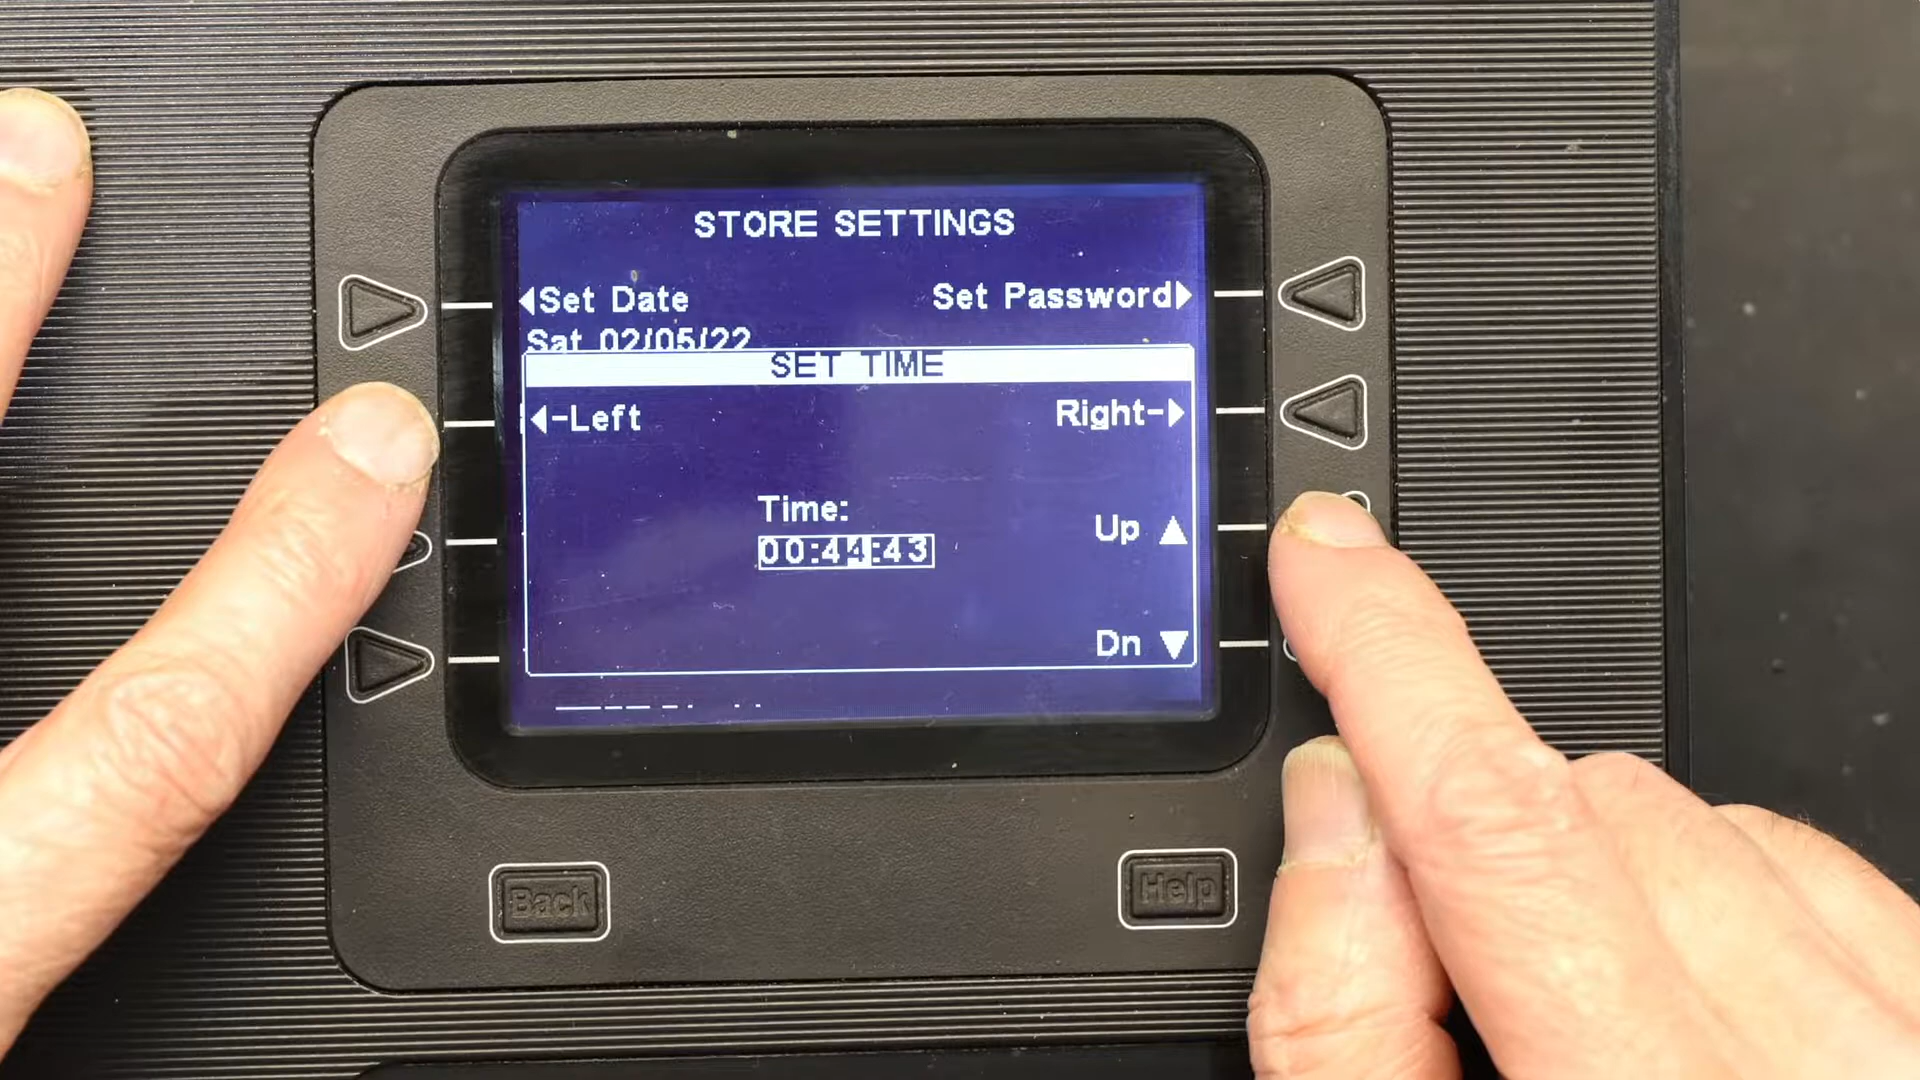 STORE SETTINGS
◀Set Date Set Password▶
Sat 02/05/22
SET TIME
◀-Left Right-▶
Time:
Up ▲
00:44:43
Dn ▼
Back Help